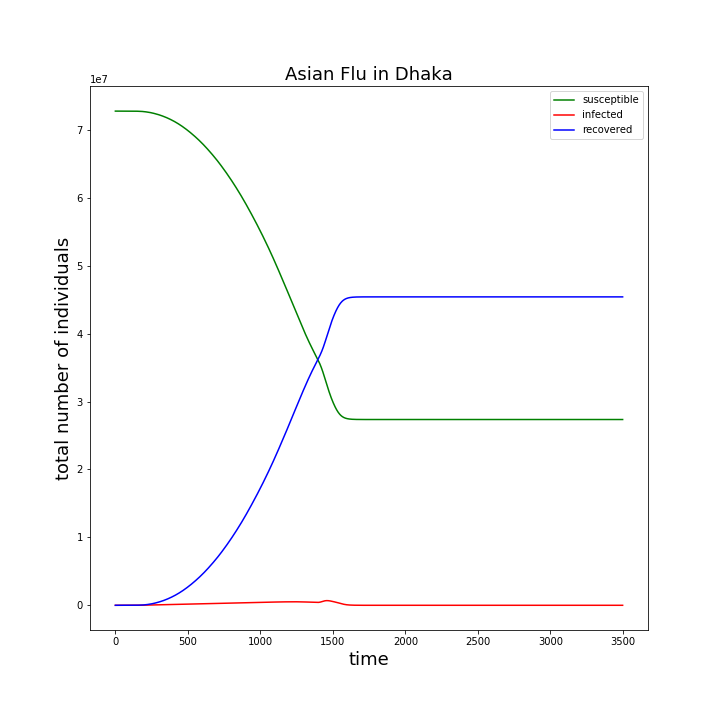 Asian Flu in Dhaka
1e7
susceptible
infected
recovered
7
6
5
4
3
2
1
0
total number of individuals
0 500 1000 1500 2000 2500 3000 3500
time